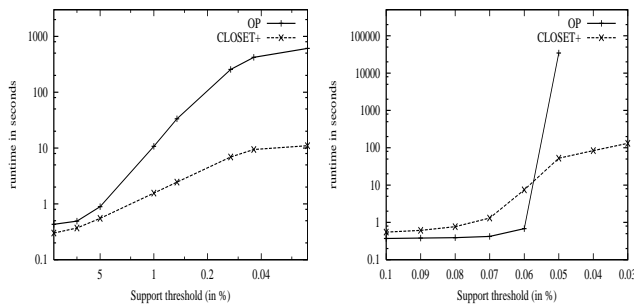 OP
CLOSET+
1000
100
10
1
0.1
runtime in seconds
5 1 0.2 0.04
Support threshold (in %)
OP
CLOSET+
100000
10000
1000
100
10
1
0.1
runtime in seconds
0.1 0.09 0.08 0.07 0.06 0.05 0.04 0.03
Support threshold (in %)